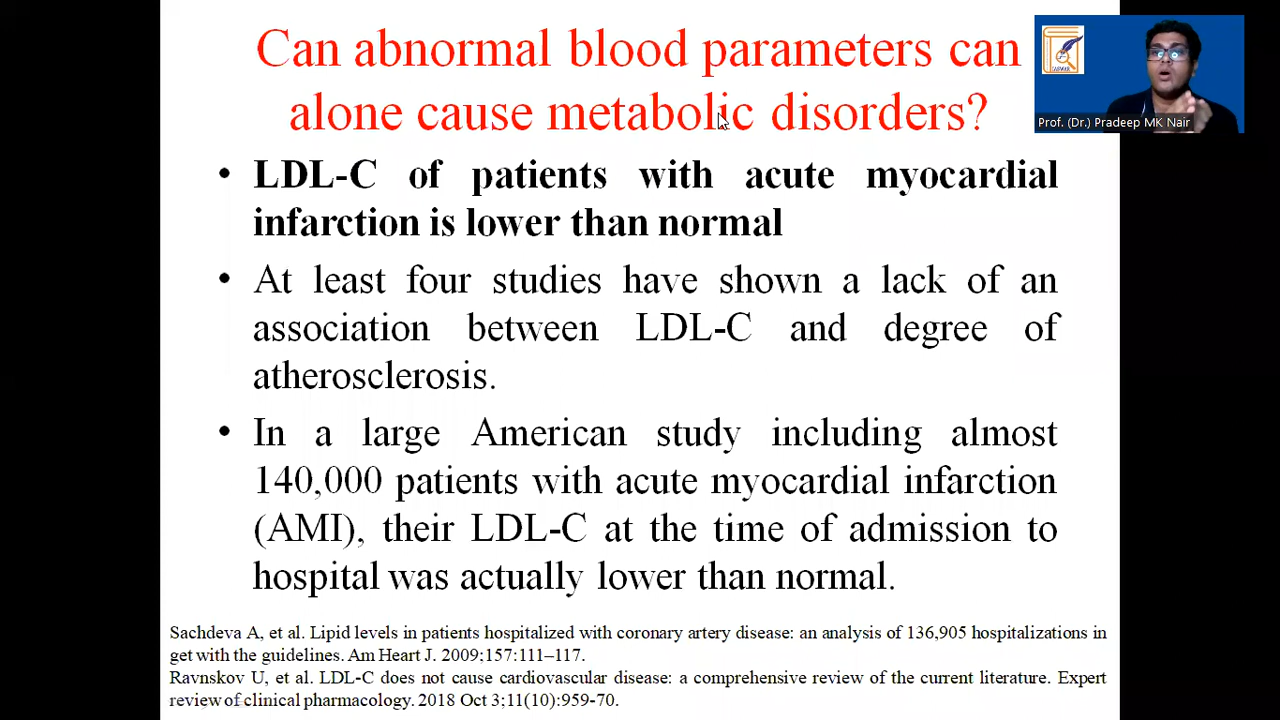 Can abnormal blood parameters can
alone cause metabolic disorders?
Prof. (Dr.) Pradeep MK Nair
• LDL-C of patients with acute myocardial
infarction is lower than normal
• At least four studies have shown a lack of an
association between LDL-C and degree of
atherosclerosis.
• In a large American study including almost
140,000 patients with acute myocardial infarction
(AMI), their LDL-C at the time of admission to
hospital was actually lower than normal.
Sachdeva A, et al. Lipid levels in patients hospitalized with coronary artery disease: an analysis of 136,905 hospitalizations in
get with the guidelines. Am Heart J. 2009;157:111–117.
Ravnskov U, et al. LDL-C does not cause cardiovascular disease: a comprehensive review of the current literature. Expert
review of clinical pharmacology. 2018 Oct 3;11(10):959-70.